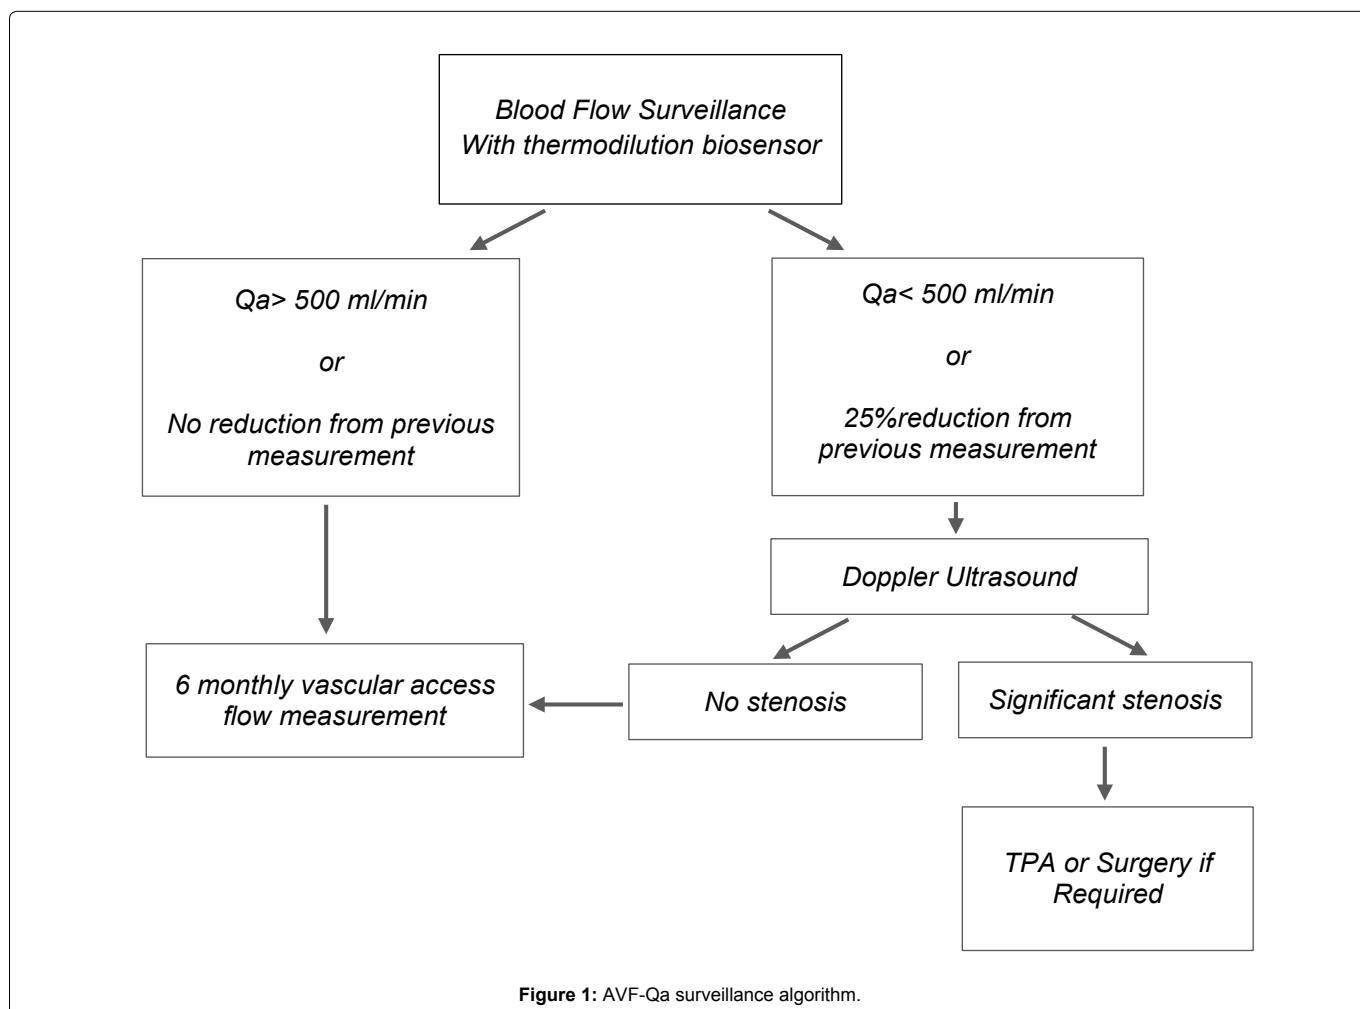 Blood Flow Surveillance
With thermodilution biosensor
Qa> 500 ml/min
or
No reduction from previous
measurement
Qa< 500 ml/min
or
25%reduction from
previous measurement
Doppler Ultrasound
6 monthly vascular access
flow measurement
No stenosis
Significant stenosis
TPA or Surgery if
Required
Figure 1: AVF-Qa surveillance algorithm.